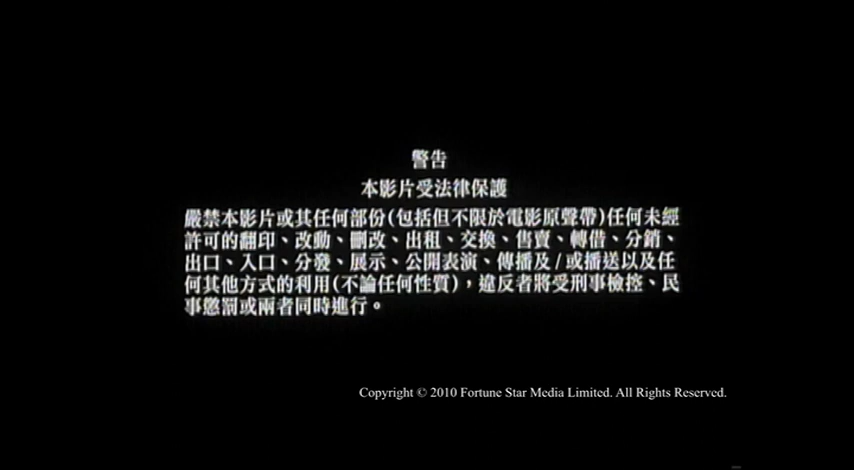 警告
本影片受法律保護
嚴禁本影片或其任何部份(包括但不限於電影原聲帶)任何未經
許可的翻印、改動、刪改、出租、交換、售賣、轉借、分銷、
出口、入口、分發、展示、公開表演、傳播及/或播送以及任
何其他方式的利用(不論任何性質)，違反者將受刑事檢控、民
事懲罰或兩者同時進行。
Copyright © 2010 Fortune Star Media Limited. All Rights Reserved.